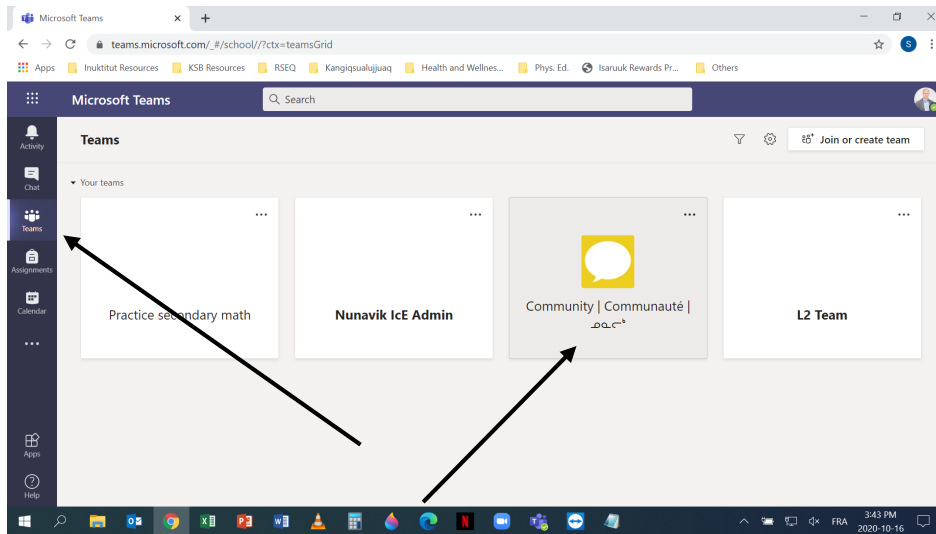 Microsoft Teams
teams.microsoft.com/_#/school//?ctx=teamsGrid
S
Apps Inuktitut Resources KSB Resources RSEQ Kangiqsualujjuaq Health and Wellnes... Phys. Ed. Isaruuk Rewards Pr... Others
Microsoft Teams
Search
Activity
Chat
Teams
Assignments
Calendar
Apps
Help
Teams
Join or create team
Your teams
Practice secondary math
Nunavik IcE Admin
Community | Communauté |
ᓄᓇᓕᒃ
L2 Team
FRA
3:43 PM
2020-10-16